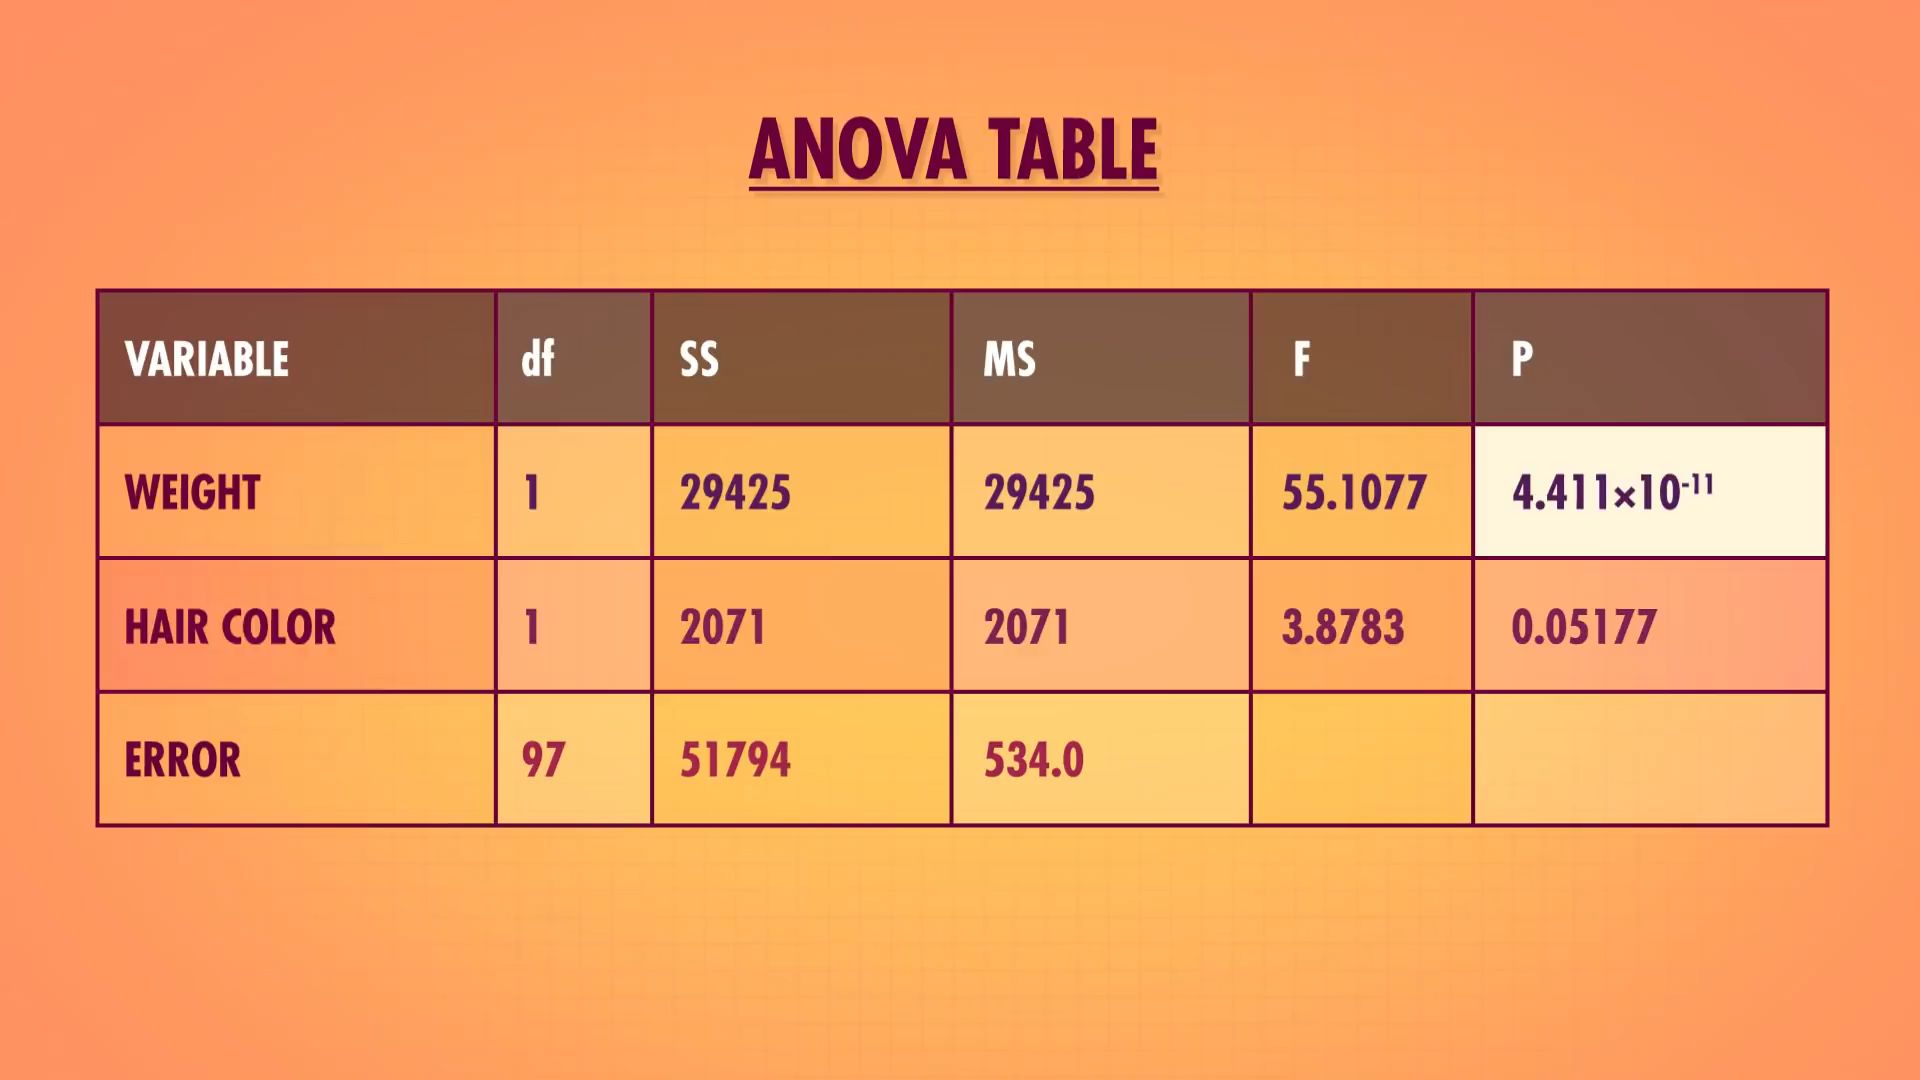 ANOVA TABLE
VARIABLE df SS MS F P
WEIGHT 1 29425 29425 55.1077 4.411×10⁻¹¹
HAIR COLOR 1 2071 2071 3.8783 0.05177
ERROR 97 51794 534.0